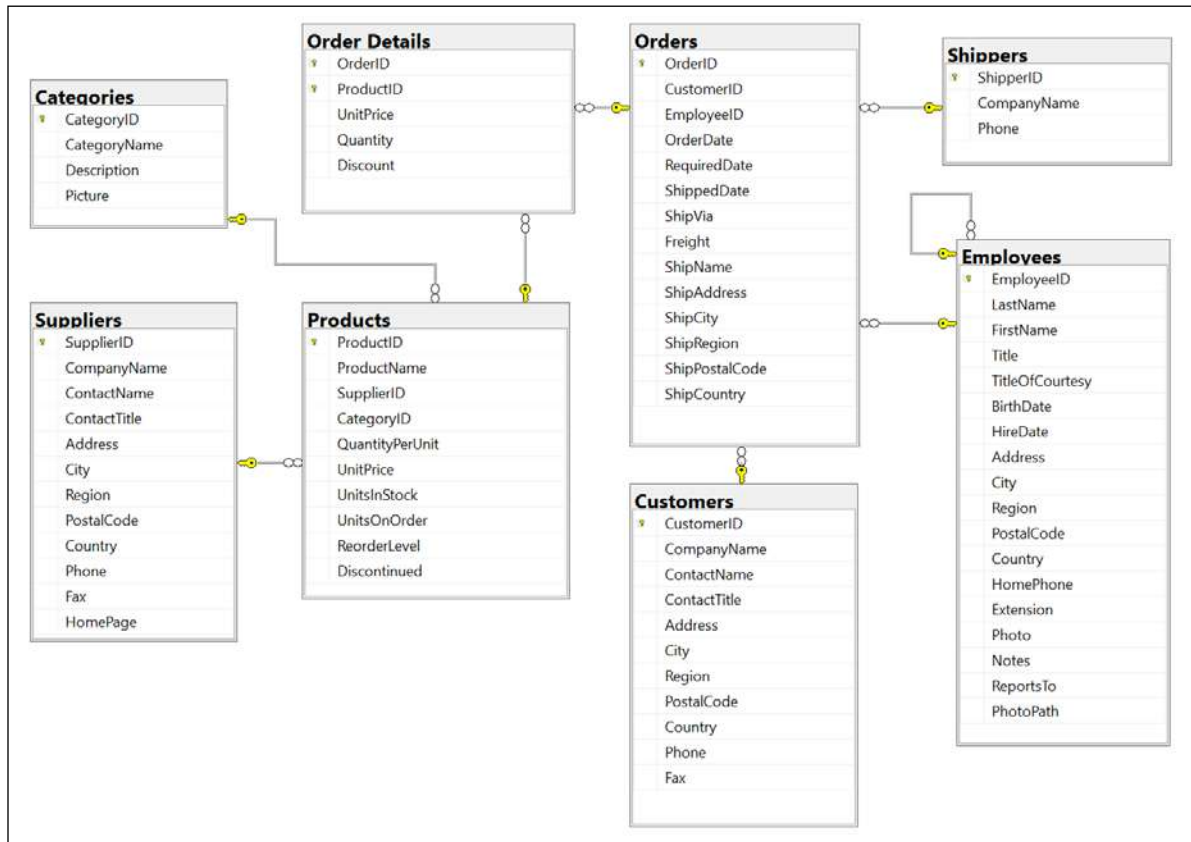 Categories
CategoryID
CategoryName
Description
Picture
Order Details
OrderID
ProductID
UnitPrice
Quantity
Discount
Orders
OrderID
CustomerID
EmployeeID
OrderDate
RequiredDate
ShippedDate
ShipVia
Freight
ShipName
ShipAddress
ShipCity
ShipRegion
ShipPostalCode
ShipCountry
Shippers
ShipperID
CompanyName
Phone
Suppliers
SupplierID
CompanyName
ContactName
ContactTitle
Address
City
Region
PostalCode
Country
Phone
Fax
HomePage
Products
ProductID
ProductName
SupplierID
CategoryID
QuantityPerUnit
UnitPrice
UnitsInStock
UnitsOnOrder
ReorderLevel
Discontinued
Customers
CustomerID
CompanyName
ContactName
ContactTitle
Address
City
Region
PostalCode
Country
Phone
Fax
Employees
EmployeeID
LastName
FirstName
Title
TitleOfCourtesy
BirthDate
HireDate
Address
City
Region
PostalCode
Country
HomePhone
Extension
Photo
Notes
ReportsTo
PhotoPath